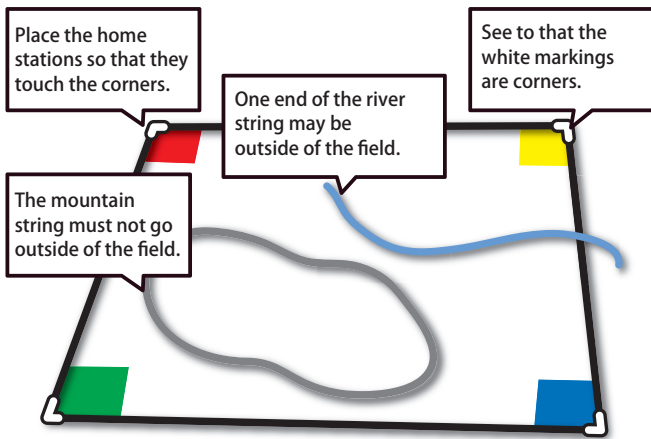 Place the home
stations so that they
touch the corners.
See to that the
white markings
are corners.
One end of the river
string may be
outside of the field.
The mountain
string must not go
outside of the field.